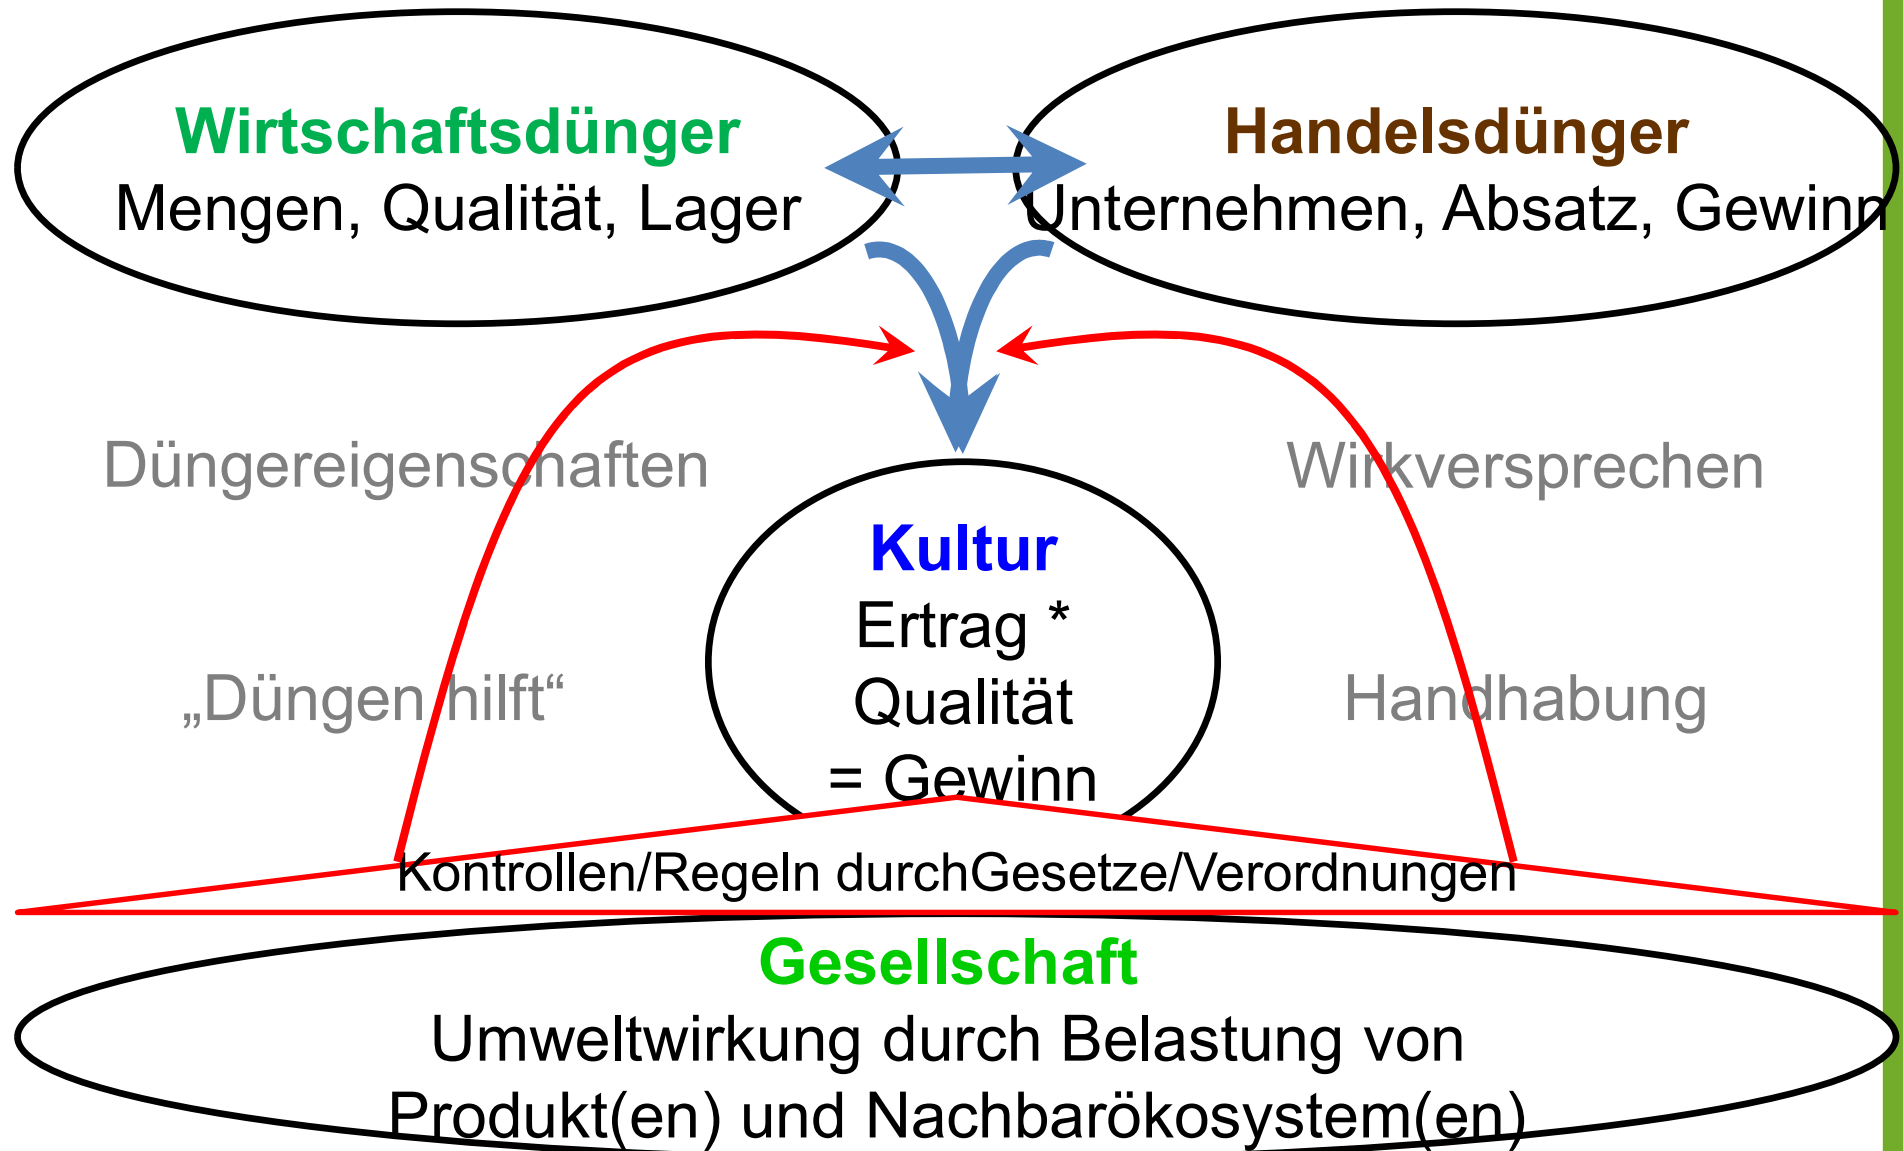 Wirtschaftsdünger
Mengen, Qualität, Lager
Handelsdünger
Unternehmen, Absatz, Gewinn
Düngereigenschaften
Wirkversprechen
„Düngen hilft“
Handhabung
Kultur
Ertrag *
Qualität
= Gewinn
Kontrollen/Regeln durchGesetze/Verordnungen
Gesellschaft
Umweltwirkung durch Belastung von
Produkt(en) und Nachbarökosystem(en)